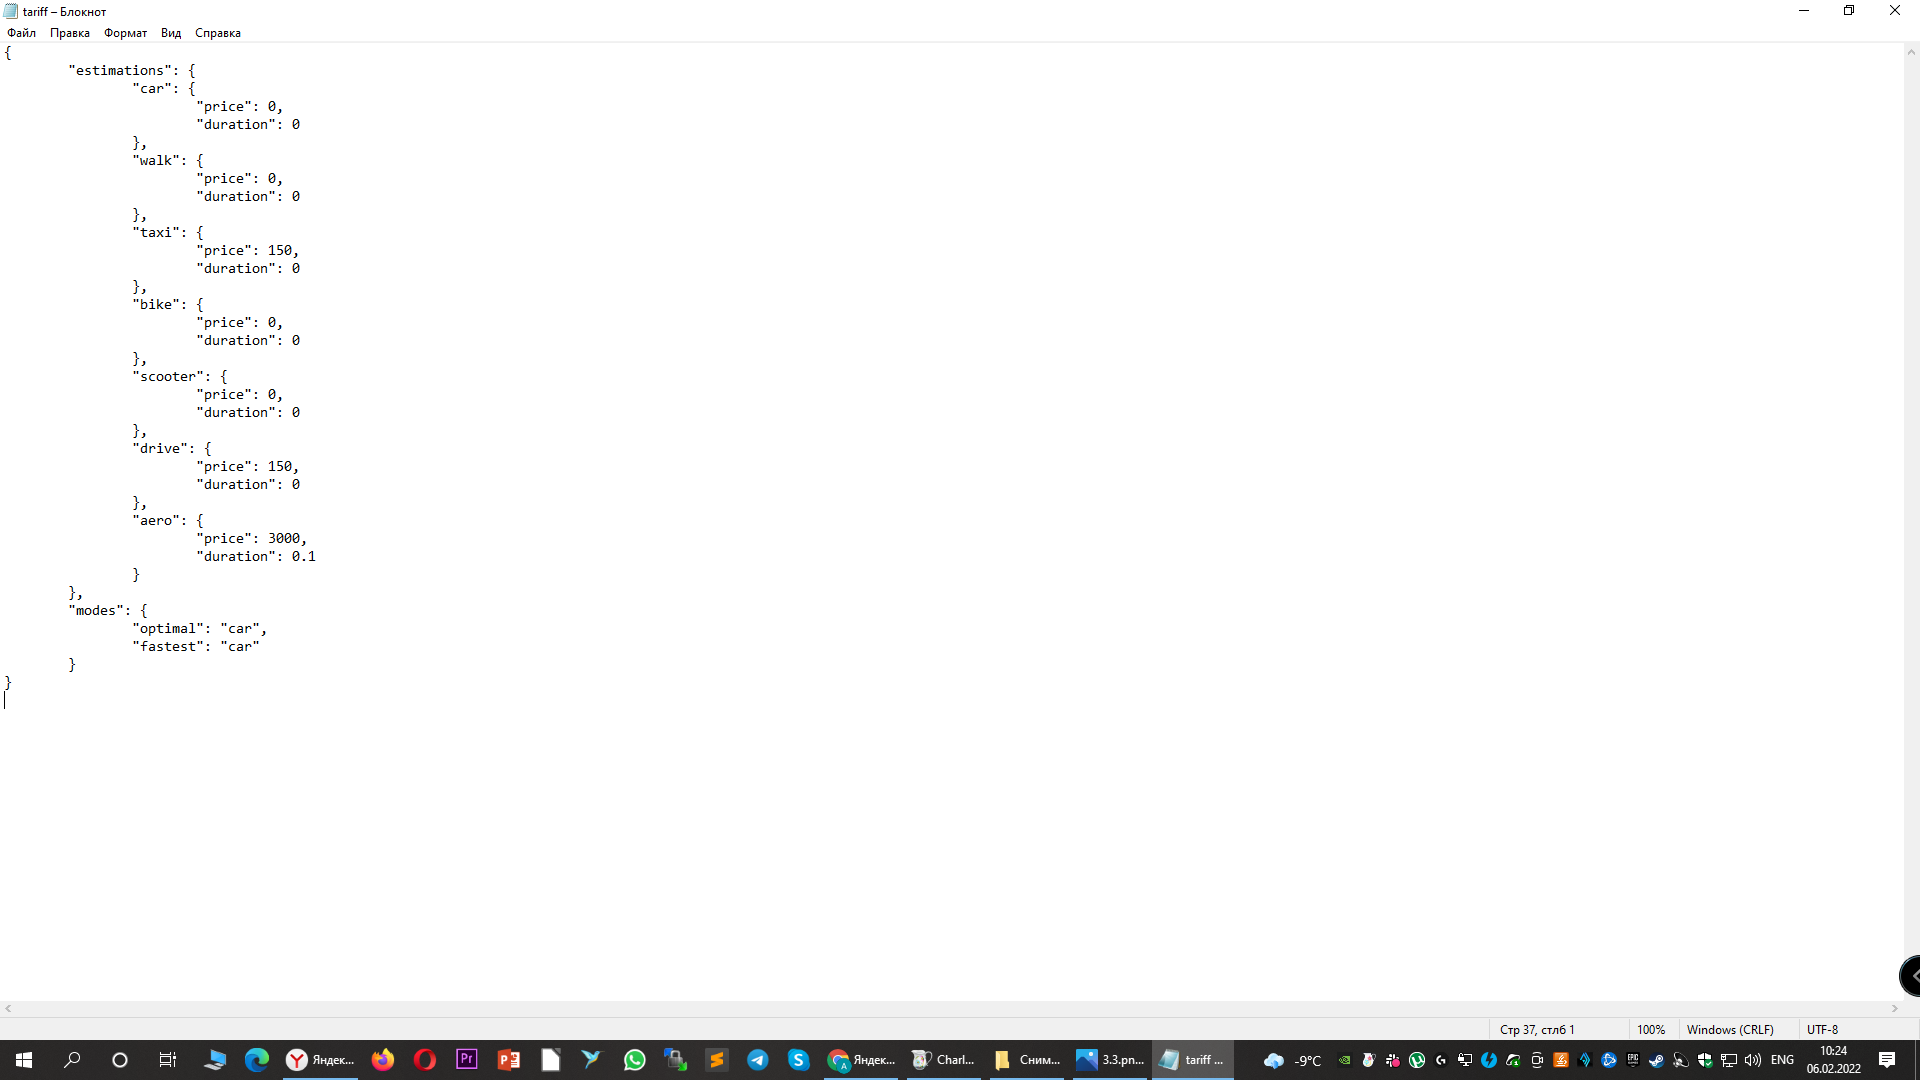 tariff – Блокнот
Файл Правка Формат Вид Справка
{
"estimations": {
"car": {
"price": 0,
"duration": 0
},
"walk": {
"price": 0,
"duration": 0
},
"taxi": {
"price": 150,
"duration": 0
},
"bike": {
"price": 0,
"duration": 0
},
"scooter": {
"price": 0,
"duration": 0
},
"drive": {
"price": 150,
"duration": 0
},
"aero": {
"price": 3000,
"duration": 0.1
}
},
"modes": {
"optimal": "car",
"fastest": "car"
}
}
Стр 37, стлб 1 100% Windows (CRLF) UTF-8
Яндек... Яндек... Charl... Сним... 3.3.pn... tariff ... -9°C ENG 10:24
06.02.2022